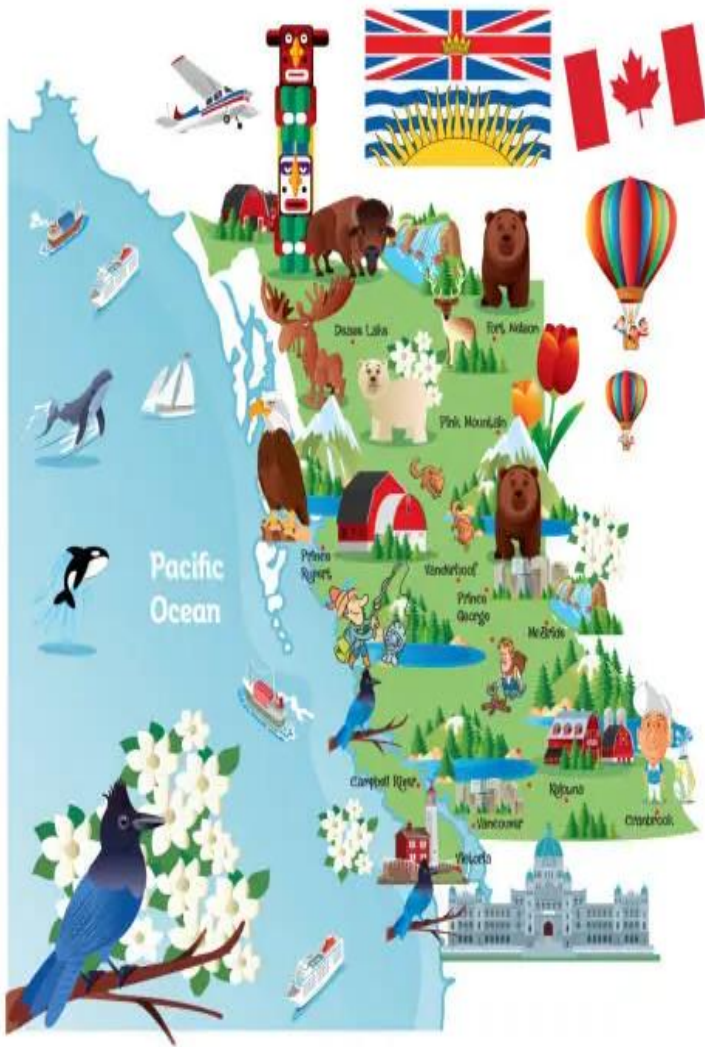 Dease Lake
Fort Nelson
Pink Mountain
Prince
Rupert
Vanderhoof
Prince
George
McBride
Pacific
Ocean
Campbell River
Kelowna
Vancouver
Cranbrook
Victoria